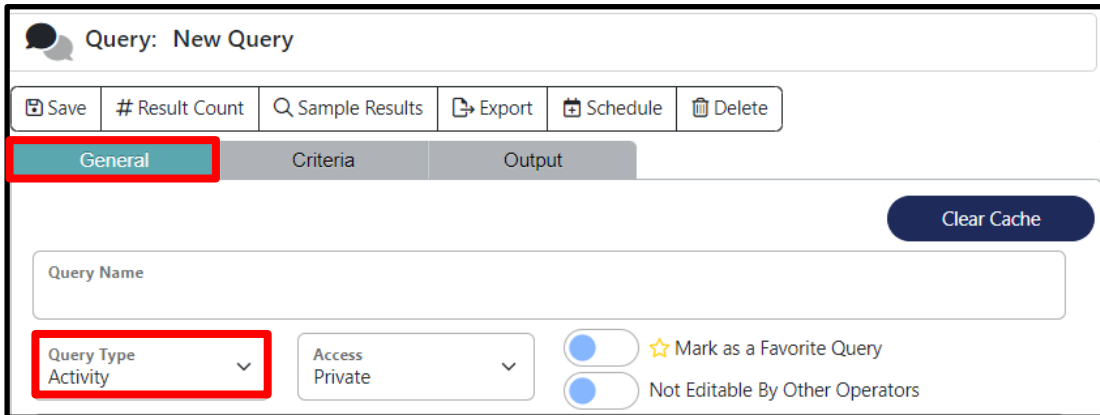 Query: New Query
Save # Result Count Sample Results Export Schedule Delete
General Criteria Output
Clear Cache
Query Name
Query Type Access Mark as a Favorite Query
Activity Private
Not Editable By Other Operators